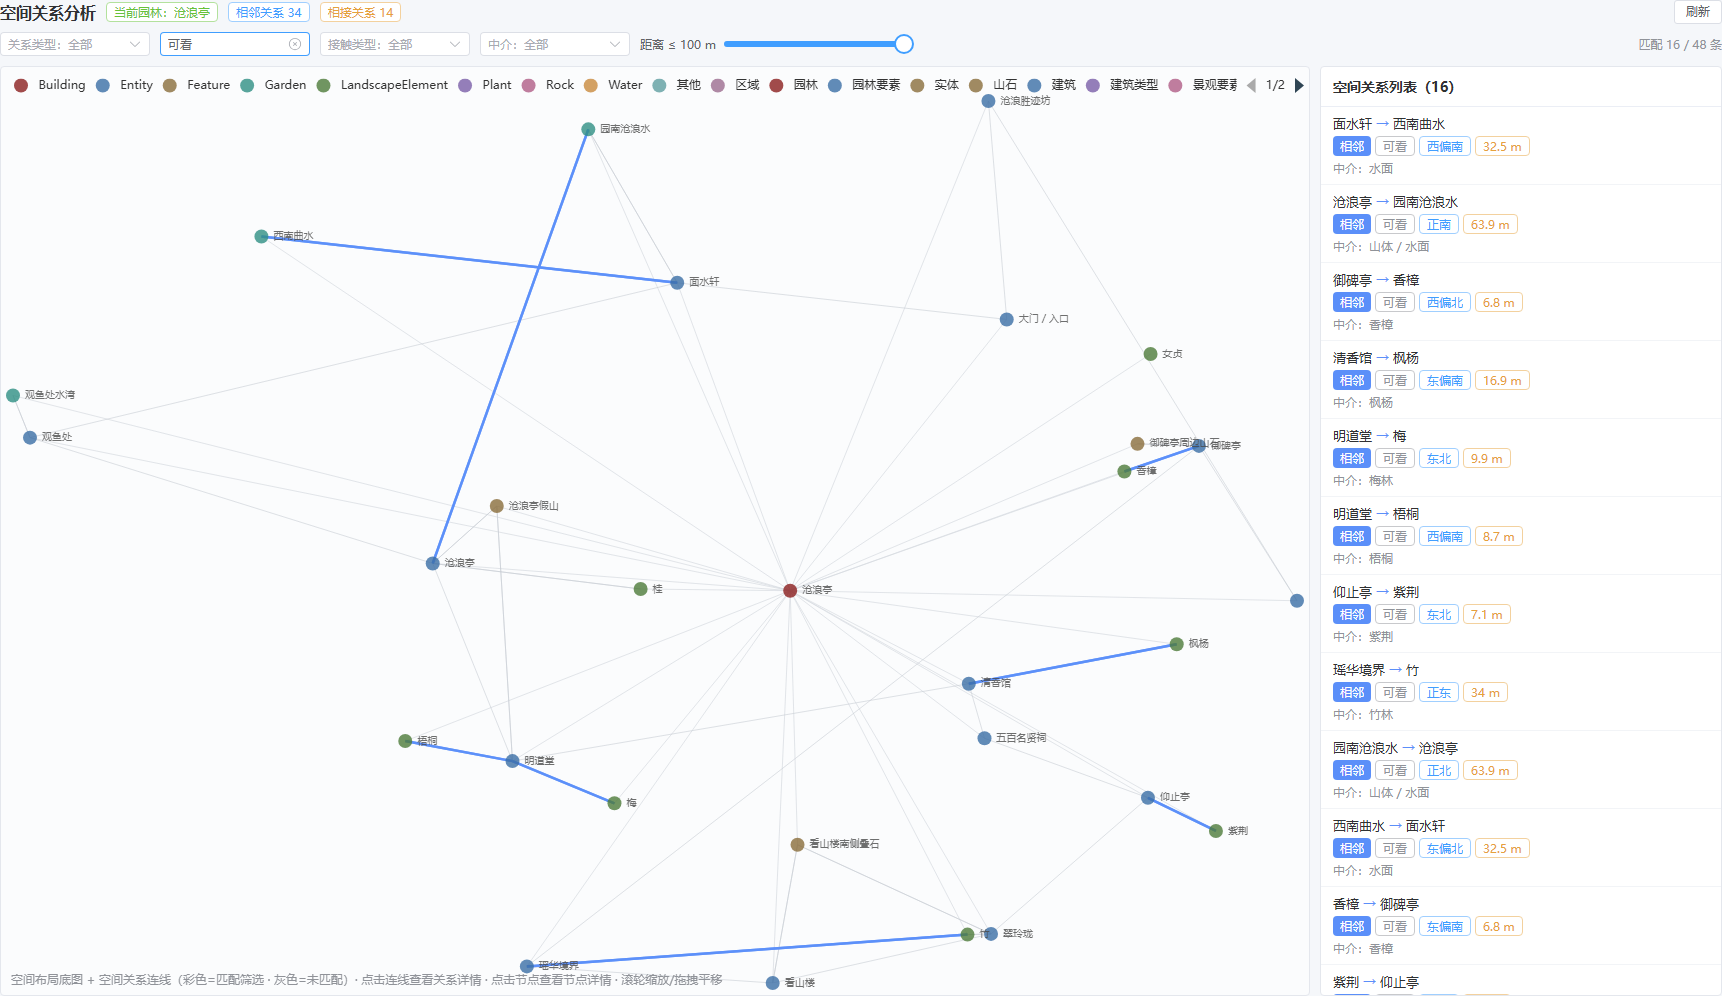 空间关系分析 当前园林：沧浪亭 相邻关系 34 相接关系 14 刷新
关系类型：全部 可看 接触类型：全部 中介：全部 距离 ≤ 100 m 匹配 16 / 48 条
Building Entity Feature Garden LandscapeElement Plant Rock Water 其他 区域 园林 园林要素 实体 山石 建筑 建筑类型 景观要素 1/2
沧浪胜迹坊
园南沧浪水
西南曲水
面水轩
大门 / 入口
女贞
观鱼处水湾
观鱼处
御碑亭周边山石
御碑亭
香樟
沧浪亭假山
沧浪亭
桂
沧浪亭
枫杨
清香馆
五百名贤祠
梧桐
明道堂
梅
仰止亭
紫荆
看山楼南侧叠石
竹
翠玲珑
瑶华境界
看山楼
空间布局底图 + 空间关系连线（彩色=匹配筛选 · 灰色=未匹配）· 点击连线查看关系详情 · 点击节点查看节点详情 · 滚轮缩放/拖拽平移
空间关系列表（16）
面水轩 → 西南曲水
相邻 可看 西偏南 32.5 m
中介：水面
沧浪亭 → 园南沧浪水
相邻 可看 正南 63.9 m
中介：山体 / 水面
御碑亭 → 香樟
相邻 可看 西偏北 6.8 m
中介：香樟
清香馆 → 枫杨
相邻 可看 东偏南 16.9 m
中介：枫杨
明道堂 → 梅
相邻 可看 东北 9.9 m
中介：梅林
明道堂 → 梧桐
相邻 可看 西偏南 8.7 m
中介：梧桐
仰止亭 → 紫荆
相邻 可看 东北 7.1 m
中介：紫荆
瑶华境界 → 竹
相邻 可看 正东 34 m
中介：竹林
园南沧浪水 → 沧浪亭
相邻 可看 正北 63.9 m
中介：山体 / 水面
西南曲水 → 面水轩
相邻 可看 东偏北 32.5 m
中介：水面
香樟 → 御碑亭
相邻 可看 东偏南 6.8 m
中介：香樟
紫荆 → 仰止亭